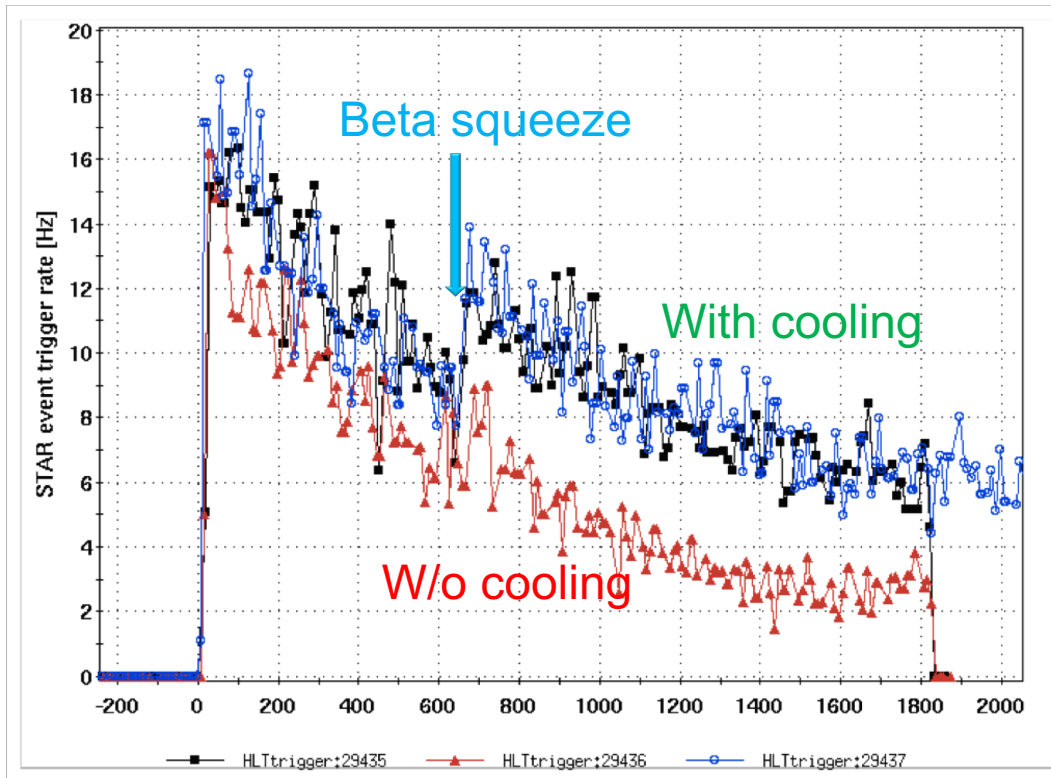 20
18
16
14
12
10
8
6
4
2
0
STAR event trigger rate [Hz]
Beta squeeze
With cooling
W/o cooling
-200 0 200 400 600 800 1000 1200 1400 1600 1800 2000
HLTtrigger:29435 HLTtrigger:29436 HLTtrigger:29437